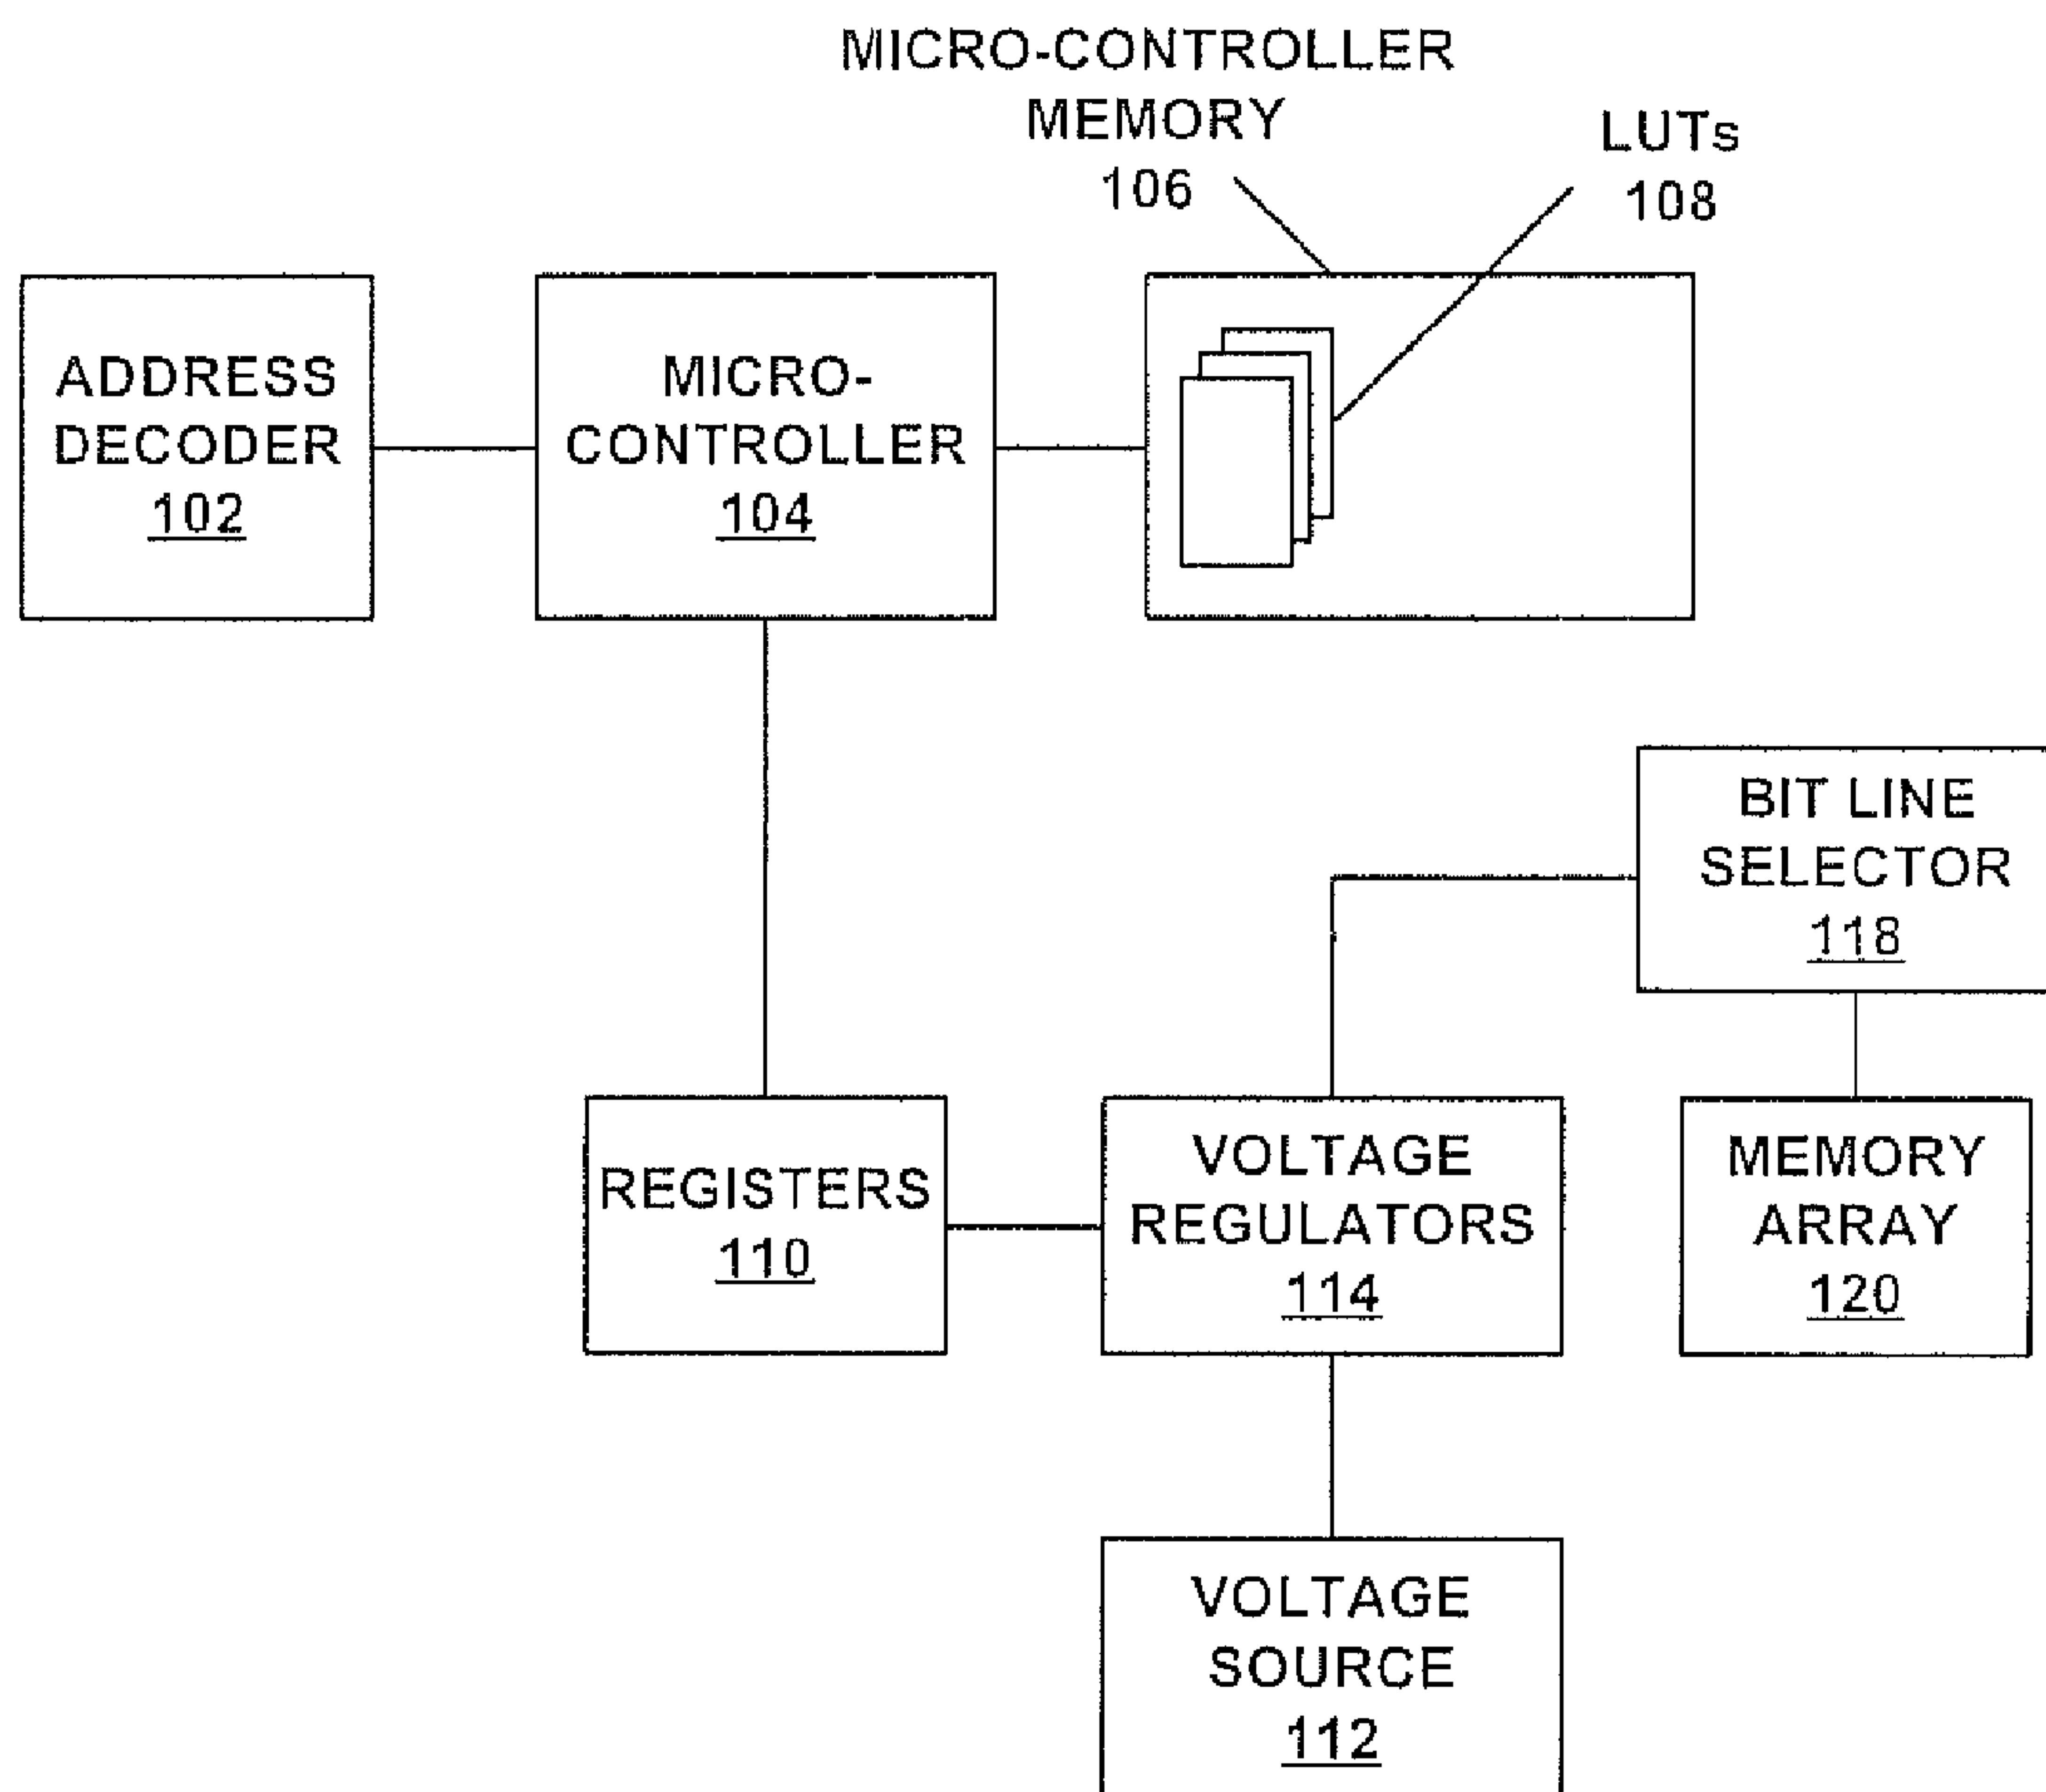 MICRO-CONTROLLER
MEMORY
106
LUTs
108
ADDRESS
DECODER
102
MICRO-
CONTROLLER
104
BIT LINE
SELECTOR
118
REGISTERS
110
VOLTAGE
REGULATORS
114
MEMORY
ARRAY
120
VOLTAGE
SOURCE
112